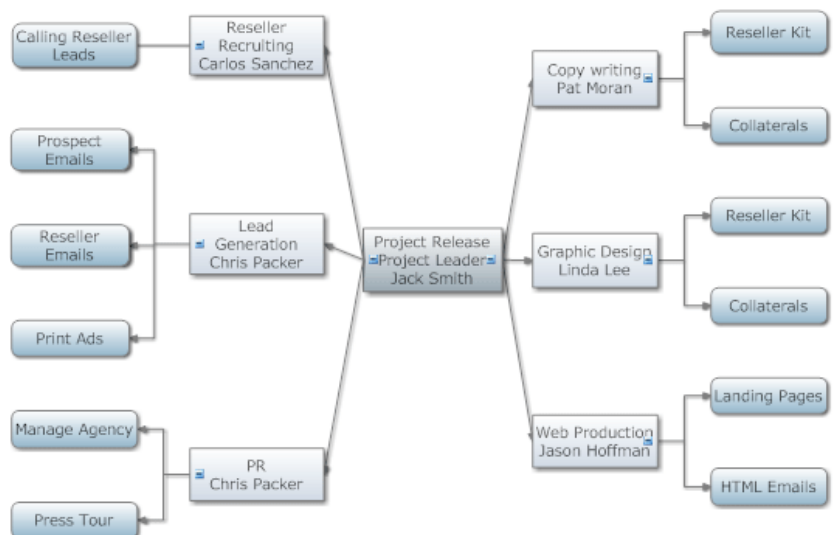 Calling Reseller
Leads
Reseller
Recruiting
Carlos Sanchez
Prospect
Emails
Reseller
Emails
Print Ads
Lead
Generation
Chris Packer
Manage Agency
Press Tour
PR
Chris Packer
Project Release
Project Leader
Jack Smith
Copy writing
Pat Moran
Reseller Kit
Collaterals
Graphic Design
Linda Lee
Reseller Kit
Collaterals
Web Production
Jason Hoffman
Landing Pages
HTML Emails